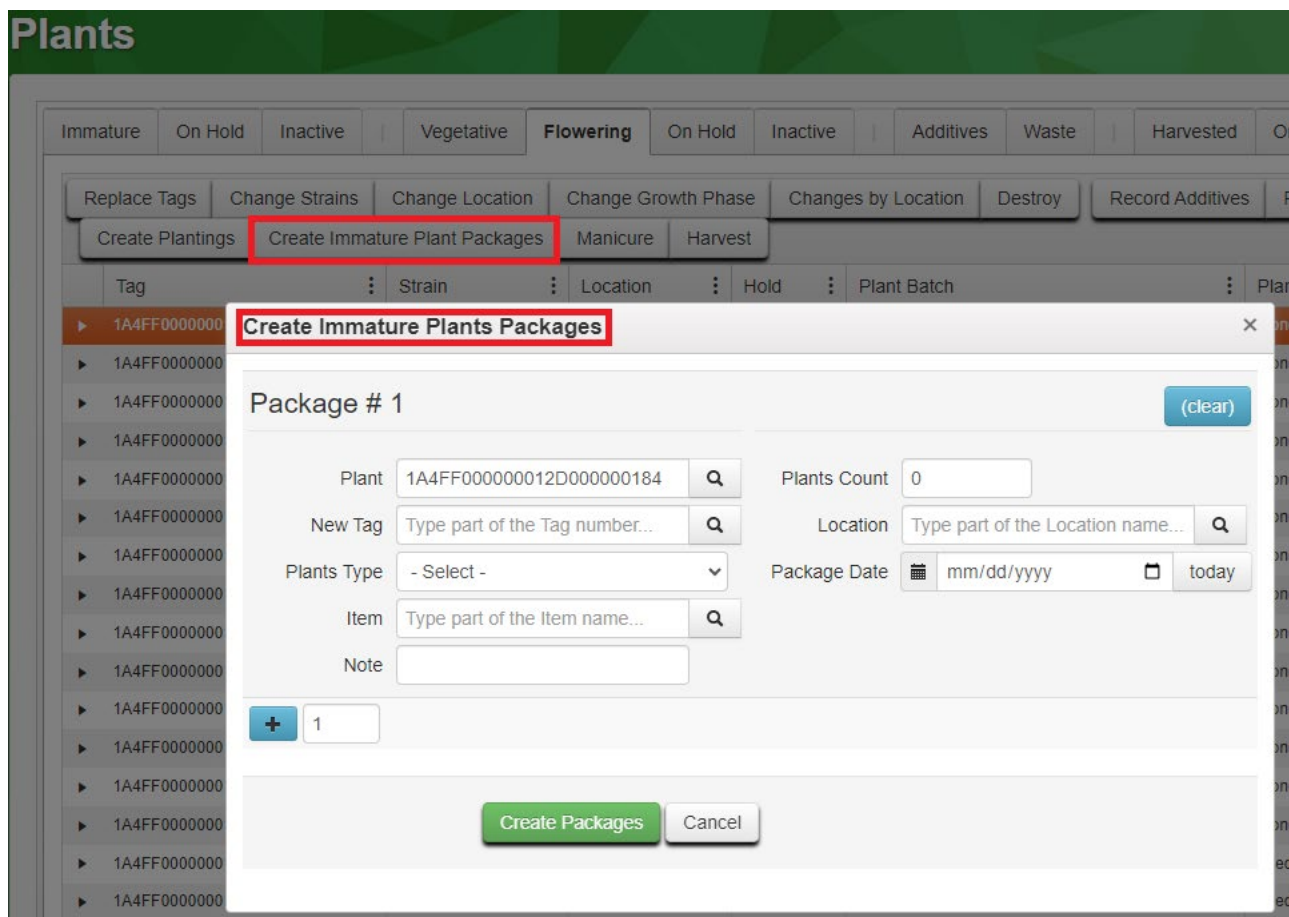 Plants
Immature On Hold Inactive Vegetative Flowering On Hold Inactive Additives Waste Harvested
Replace Tags Change Strains Change Location Change Growth Phase Changes by Location Destroy Record Additives
Create Plantings Create Immature Plant Packages Manicure Harvest
Tag Strain Location Hold Plant Batch
1A4FF0000000
Create Immature Plants Packages
1A4FF0000000
1A4FF0000000
Package # 1 (clear)
1A4FF0000000
1A4FF0000000
Plant 1A4FF000000012D000000184 Plants Count 0
1A4FF0000000
New Tag Type part of the Tag number... Location Type part of the Location name...
1A4FF0000000
Plants Type - Select - Package Date mm/dd/yyyy today
1A4FF0000000
Item Type part of the Item name...
1A4FF0000000
Note
1A4FF0000000
1A4FF0000000
1
1A4FF0000000
1A4FF0000000
1A4FF0000000
Create Packages Cancel
1A4FF0000000
1A4FF0000000